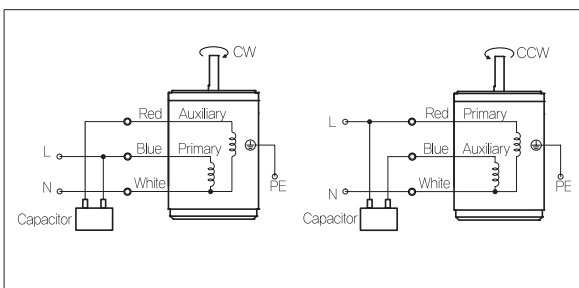 CW
Red Auxiliary
L Blue Primary
N White
PE
Capacitor
CCW
L Red Primary
Blue Auxiliary
N White
PE
Capacitor